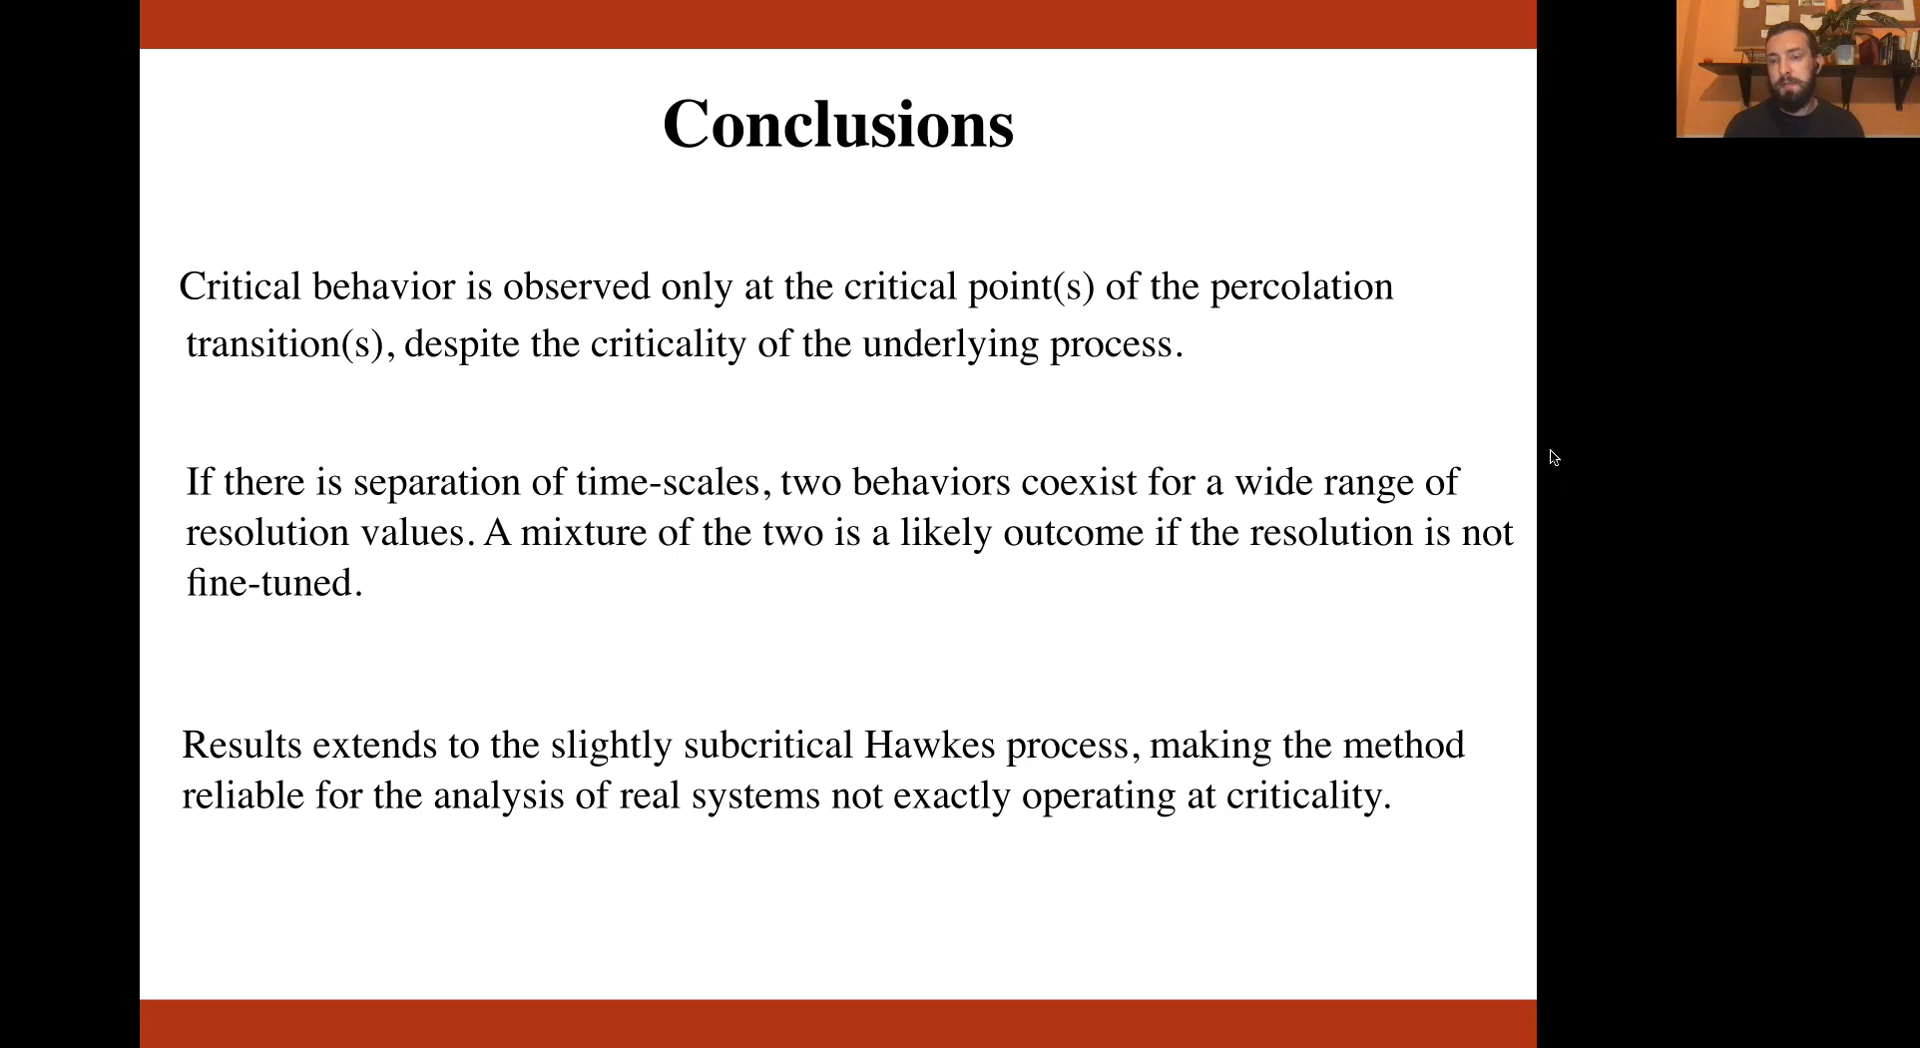 Conclusions
Critical behavior is observed only at the critical point(s) of the percolation
transition(s), despite the criticality of the underlying process.
If there is separation of time-scales, two behaviors coexist for a wide range of
resolution values. A mixture of the two is a likely outcome if the resolution is not
fine-tuned.
Results extends to the slightly subcritical Hawkes process, making the method
reliable for the analysis of real systems not exactly operating at criticality.